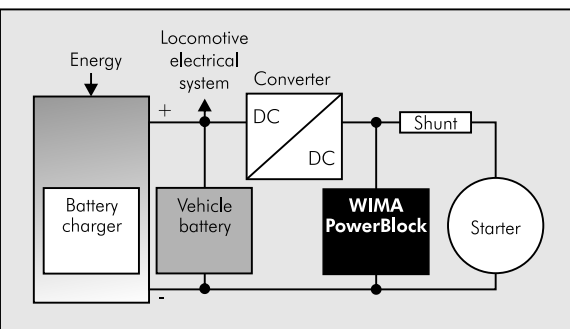 Locomotive
electrical
system
Energy
Converter
+
DC
DC
Shunt
Battery
charger
Vehicle
battery
WIMA
PowerBlock
Starter
-